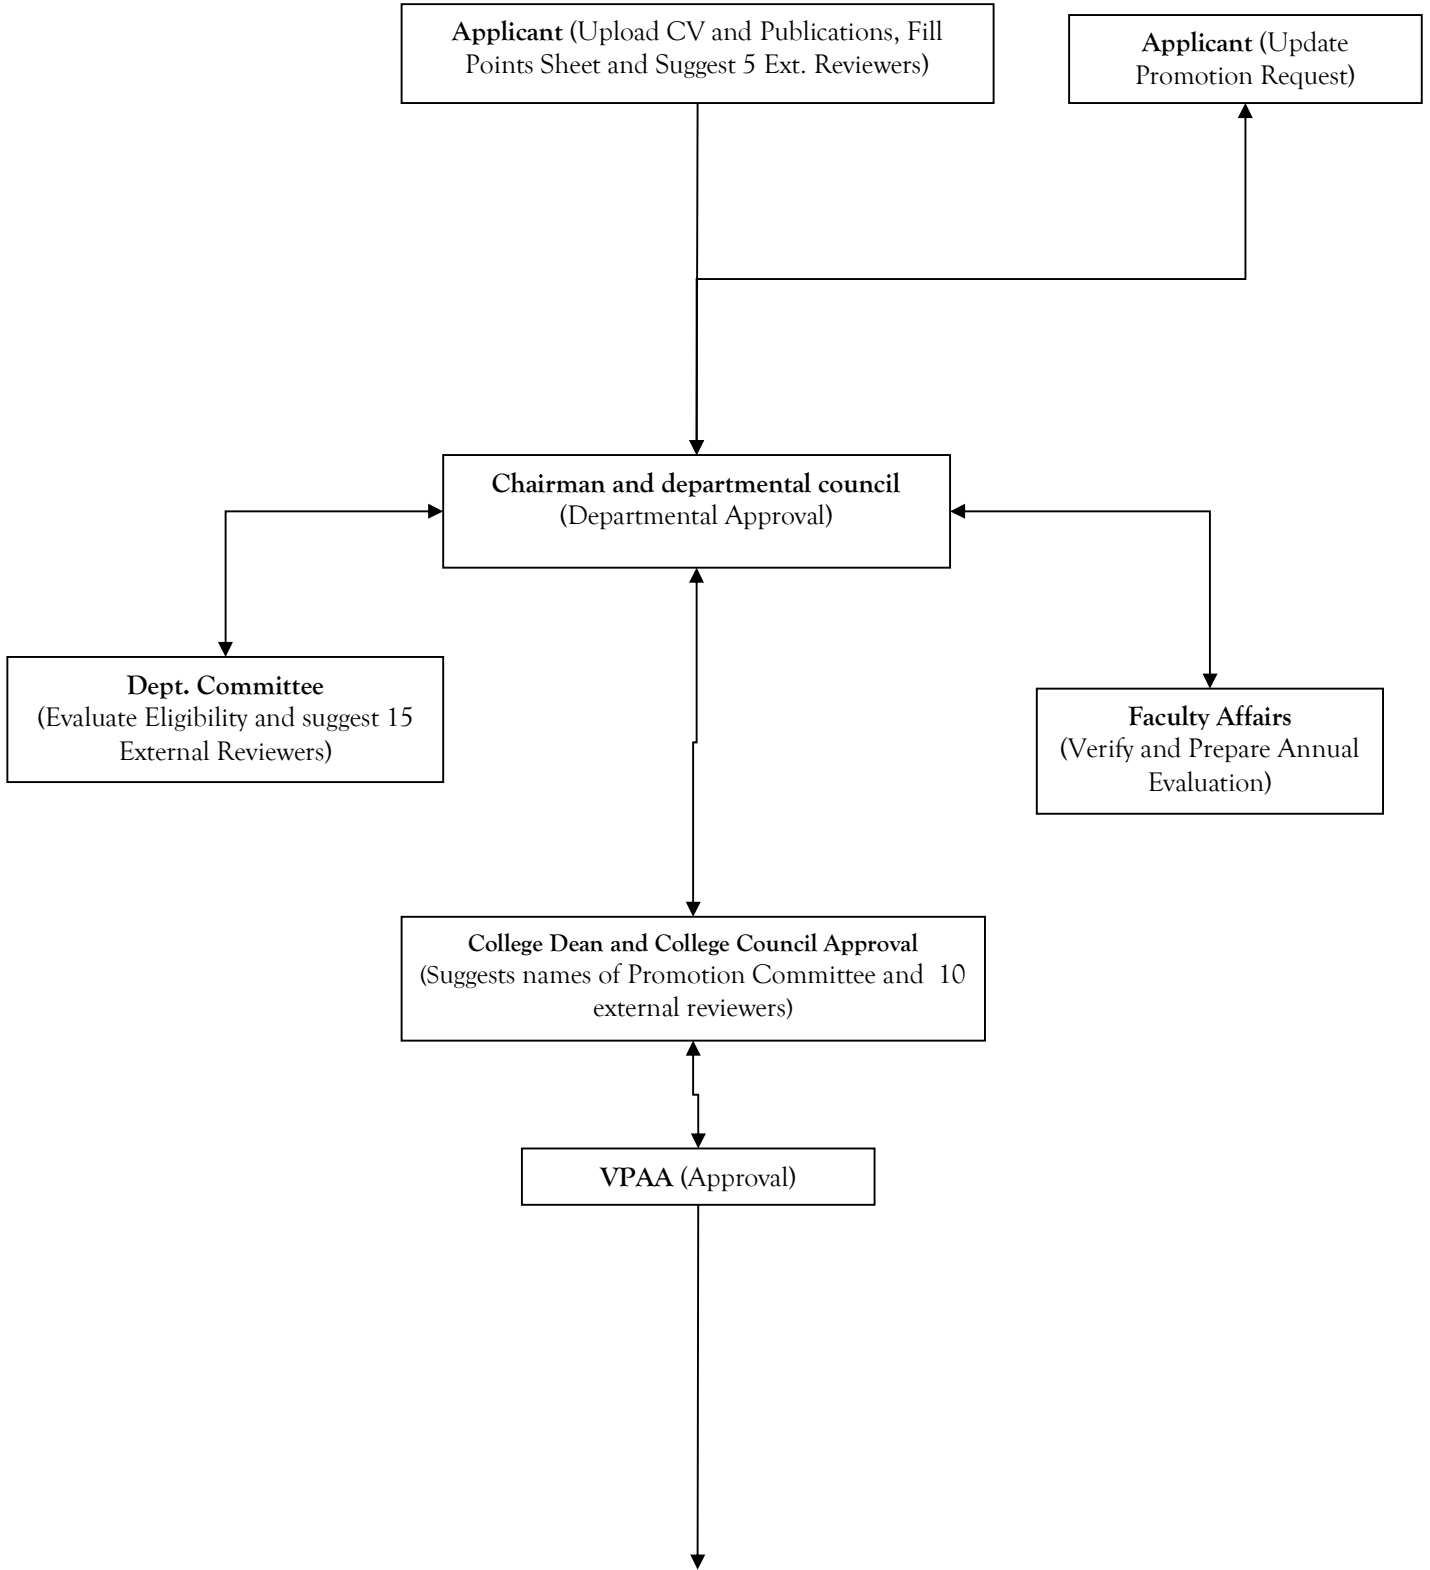 Applicant (Upload CV and Publications, Fill
Points Sheet and Suggest 5 Ext. Reviewers)
Applicant (Update
Promotion Request)
Chairman and departmental council
(Departmental Approval)
Dept. Committee
(Evaluate Eligibility and suggest 15
External Reviewers)
Faculty Affairs
(Verify and Prepare Annual
Evaluation)
College Dean and College Council Approval
(Suggests names of Promotion Committee and  10
external reviewers)
VPAA (Approval)